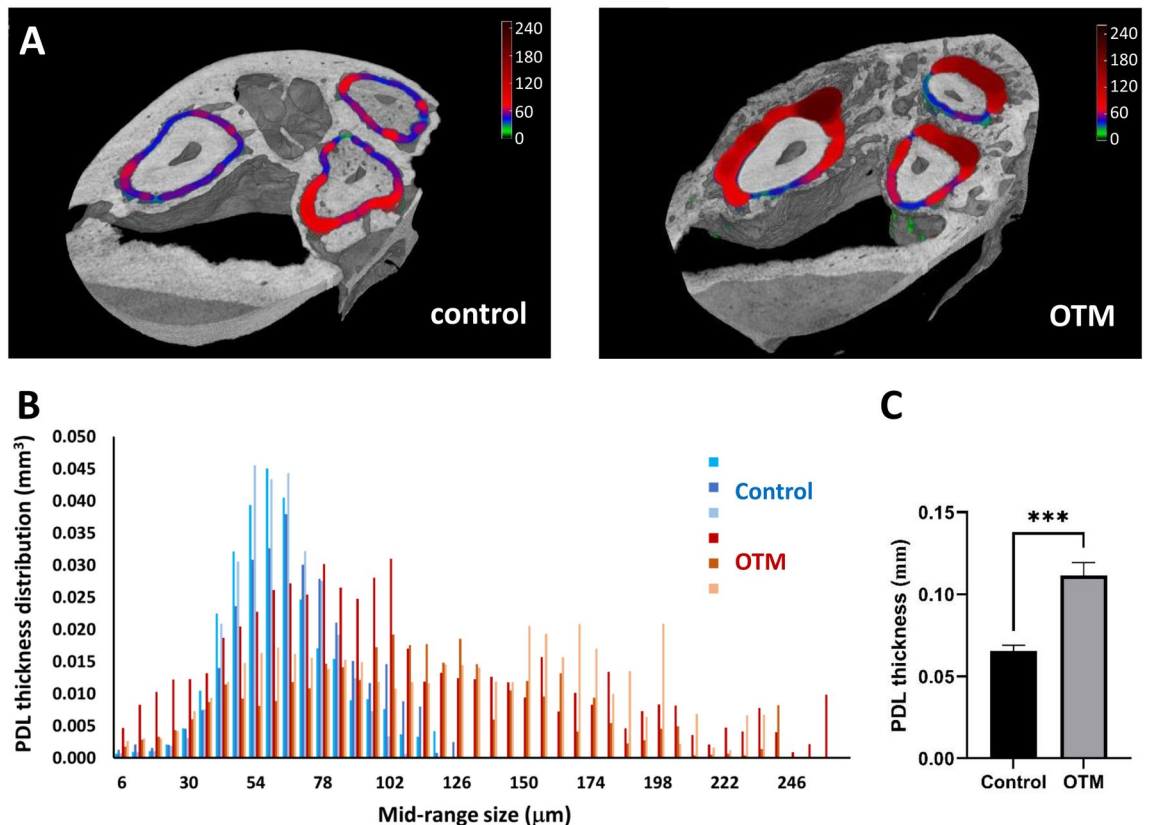 A
240
180
120
60
0
control
240
180
120
60
0
OTM
B
PDL thickness distribution (mm³)
0.050
0.045
0.040
0.035
0.030
0.025
0.020
0.015
0.010
0.005
0.000
Control
OTM
6 30 54 78 102 126 150 174 198 222 246
Mid-range size (μm)
C
PDL thickness (mm)
0.15
0.10
0.05
0.00
***
Control OTM